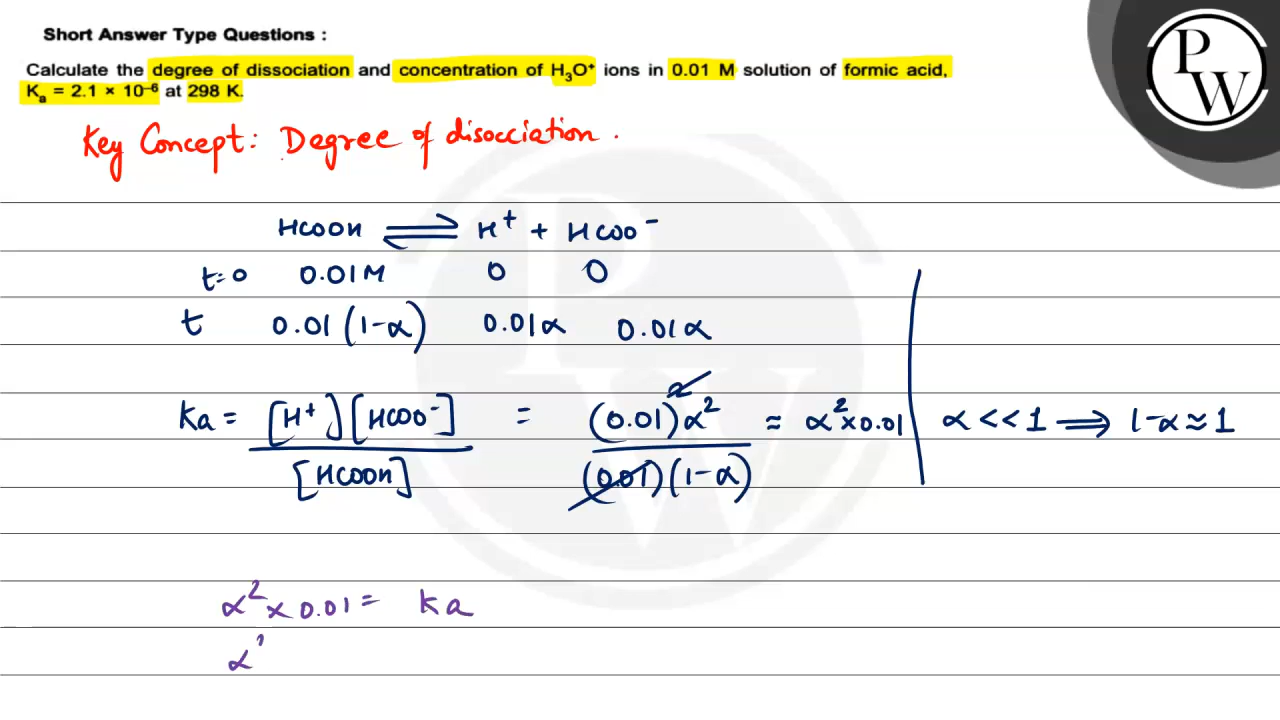 Short Answer Type Questions :
Calculate the degree of dissociation and concentration of H₃O⁺ ions in 0.01 M solution of formic acid,
Kₐ = 2.1 × 10⁻⁶ at 298 K.
P
W
Key Concept: Degree of disocciation .
HCOOH ⇌ H⁺ + HCOO⁻
t=0 0.01M 0 0
t 0.01(1-α) 0.01α 0.01α
Ka = [H⁺][HCOO⁻] / [HCOOH] = (0.01)² α² / (0.01)(1-α) ≈ α² × 0.01 | α << 1 ⟹ 1-α ≈ 1
α² × 0.01 = Ka
α²